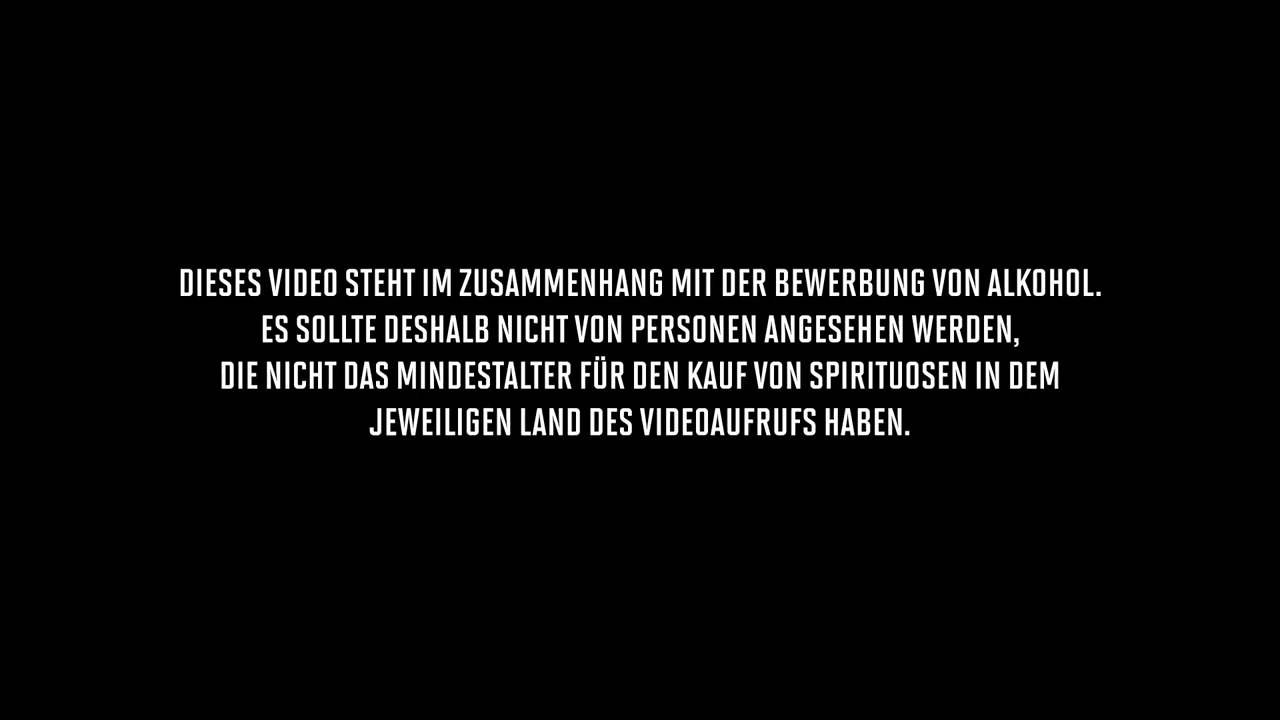 DIESES VIDEO STEHT IM ZUSAMMENHANG MIT DER BEWERBUNG VON ALKOHOL.
ES SOLLTE DESHALB NICHT VON PERSONEN ANGESEHEN WERDEN,
DIE NICHT DAS MINDESTALTER FÜR DEN KAUF VON SPIRITUOSEN IN DEM
JEWEILIGEN LAND DES VIDEOAUFRUFS HABEN.